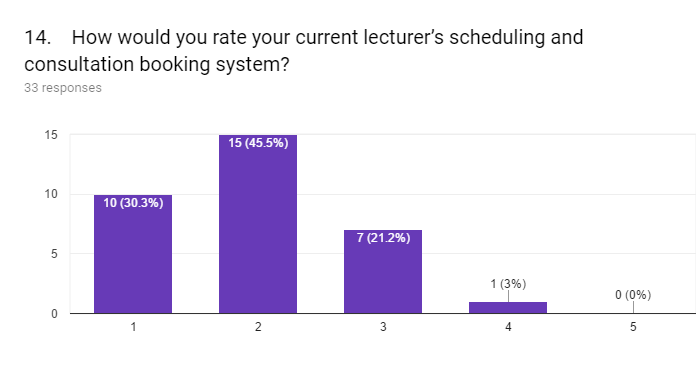 14. How would you rate your current lecturer’s scheduling and
consultation booking system?
33 responses
15
10
5
0
10 (30.3%)
15 (45.5%)
7 (21.2%)
1 (3%)
0 (0%)
1 2 3 4 5